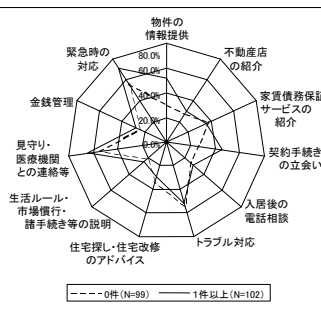 物件の
情報提供
不動産店
の紹介
家賃債務保証
サービスの
紹介
契約手続き
の立会い
入居後の
電話相談
トラブル対応
住宅探し・住宅改修
のアドバイス
生活ルール・
市場慣行・
諸手続き等の説明
見守り・
医療機関
との連絡等
金銭管理
緊急時の
対応
80.0%
60.0%
40.0%
20.0%
0.0%
0件(N=99)
1件以上(N=102)